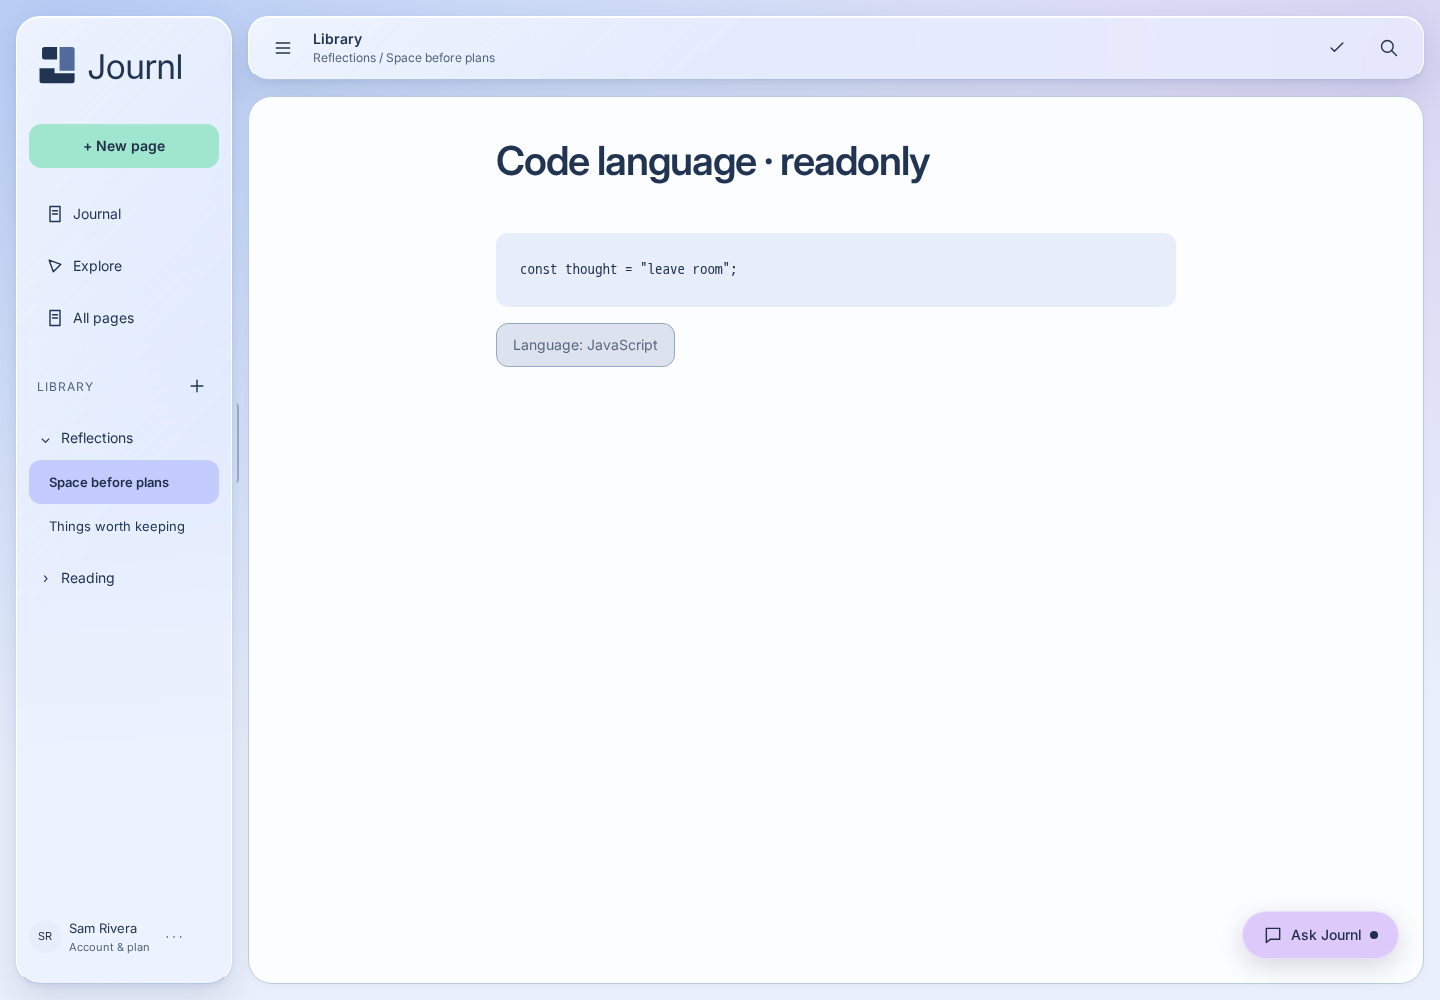 Journl
+ New page
Journal
Explore
All pages
LIBRARY
Reflections
Space before plans
Things worth keeping
Reading
SR
Sam Rivera
Account & plan
...
Library
Reflections / Space before plans
Code language · readonly
const thought = "leave room";
Language: JavaScript
Ask Journl